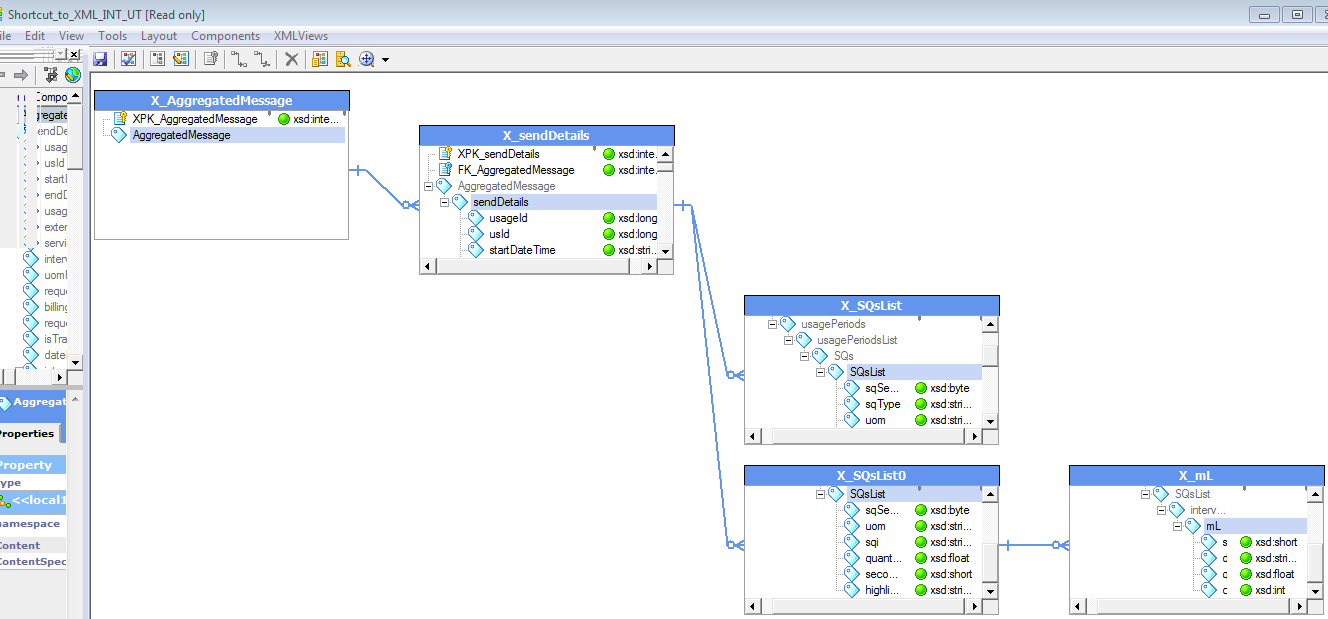 Shortcut_to_XML_INT_UT [Read only]
ile Edit View Tools Layout Components XMLViews
Compo
gregate
endDe
usag
usId
startI
endD
usag
exter
servic
interv
uomI
reque
billing
reque
isTra
date
Aggregat
Properties
Property
ype
<<local1
namespace
Content
ContentSpec
X_AggregatedMessage
XPK_AggregatedMessage xsd:inte...
AggregatedMessage
X_sendDetails
XPK_sendDetails xsd:inte.
FK_AggregatedMessage xsd:inte.
AggregatedMessage
sendDetails
usageId xsd:long
usId xsd:long
startDateTime xsd:stri...
X_SQsList
usagePeriods
usagePeriodsList
SQs
SQsList
sqSe... xsd:byte
sqType xsd:stri...
uom xsd:stri...
X_SQsList0
SQsList
sqSe... xsd:byte
uom xsd:stri...
sqi xsd:stri...
quant... xsd:float
seco... xsd:short
highli... xsd:stri...
X_mL
SQsList
interv...
mL
s xsd:short
d xsd:stri...
q xsd:float
c xsd:int